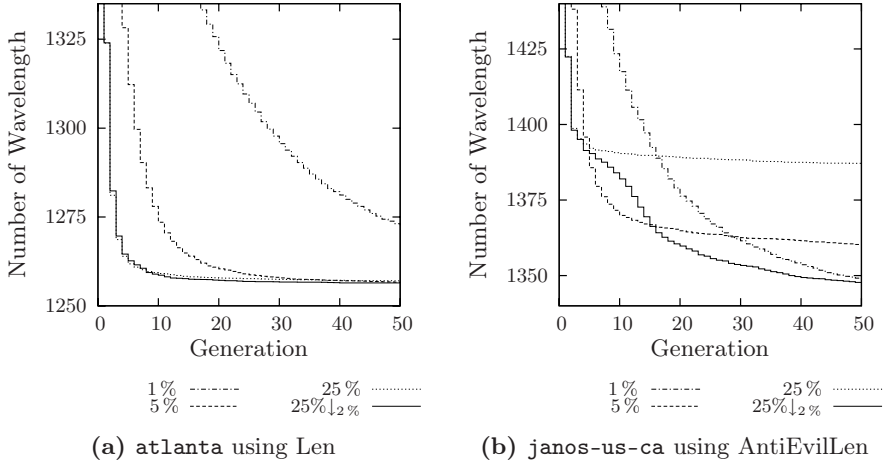 1325
1300
1275
1250
Number of Wavelength
0 10 20 30 40 50
Generation
1 %
5 %
25 %
25%↓2 %
(a) atlanta using Len
1425
1400
1375
1350
Number of Wavelength
0 10 20 30 40 50
Generation
1 %
5 %
25 %
25%↓2 %
(b) janos-us-ca using AntiEvilLen